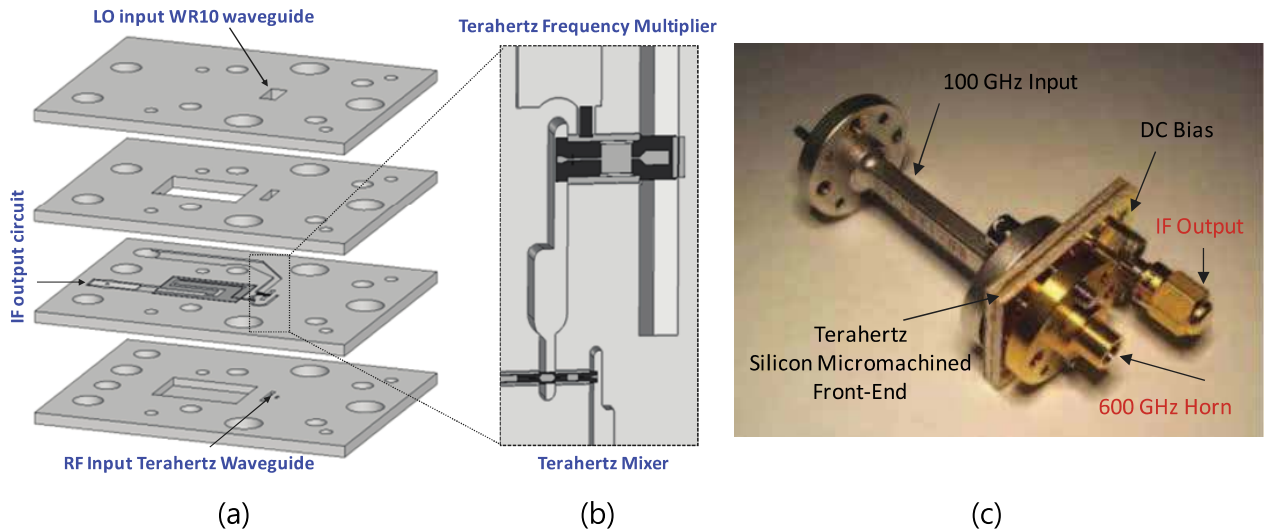 LO input WR10 waveguide
IF output circuit
RF Input Terahertz Waveguide
(a)
Terahertz Frequency Multiplier
Terahertz Mixer
(b)
100 GHz Input
DC Bias
IF Output
Terahertz
Silicon Micromachined
Front-End
600 GHz Horn
(c)